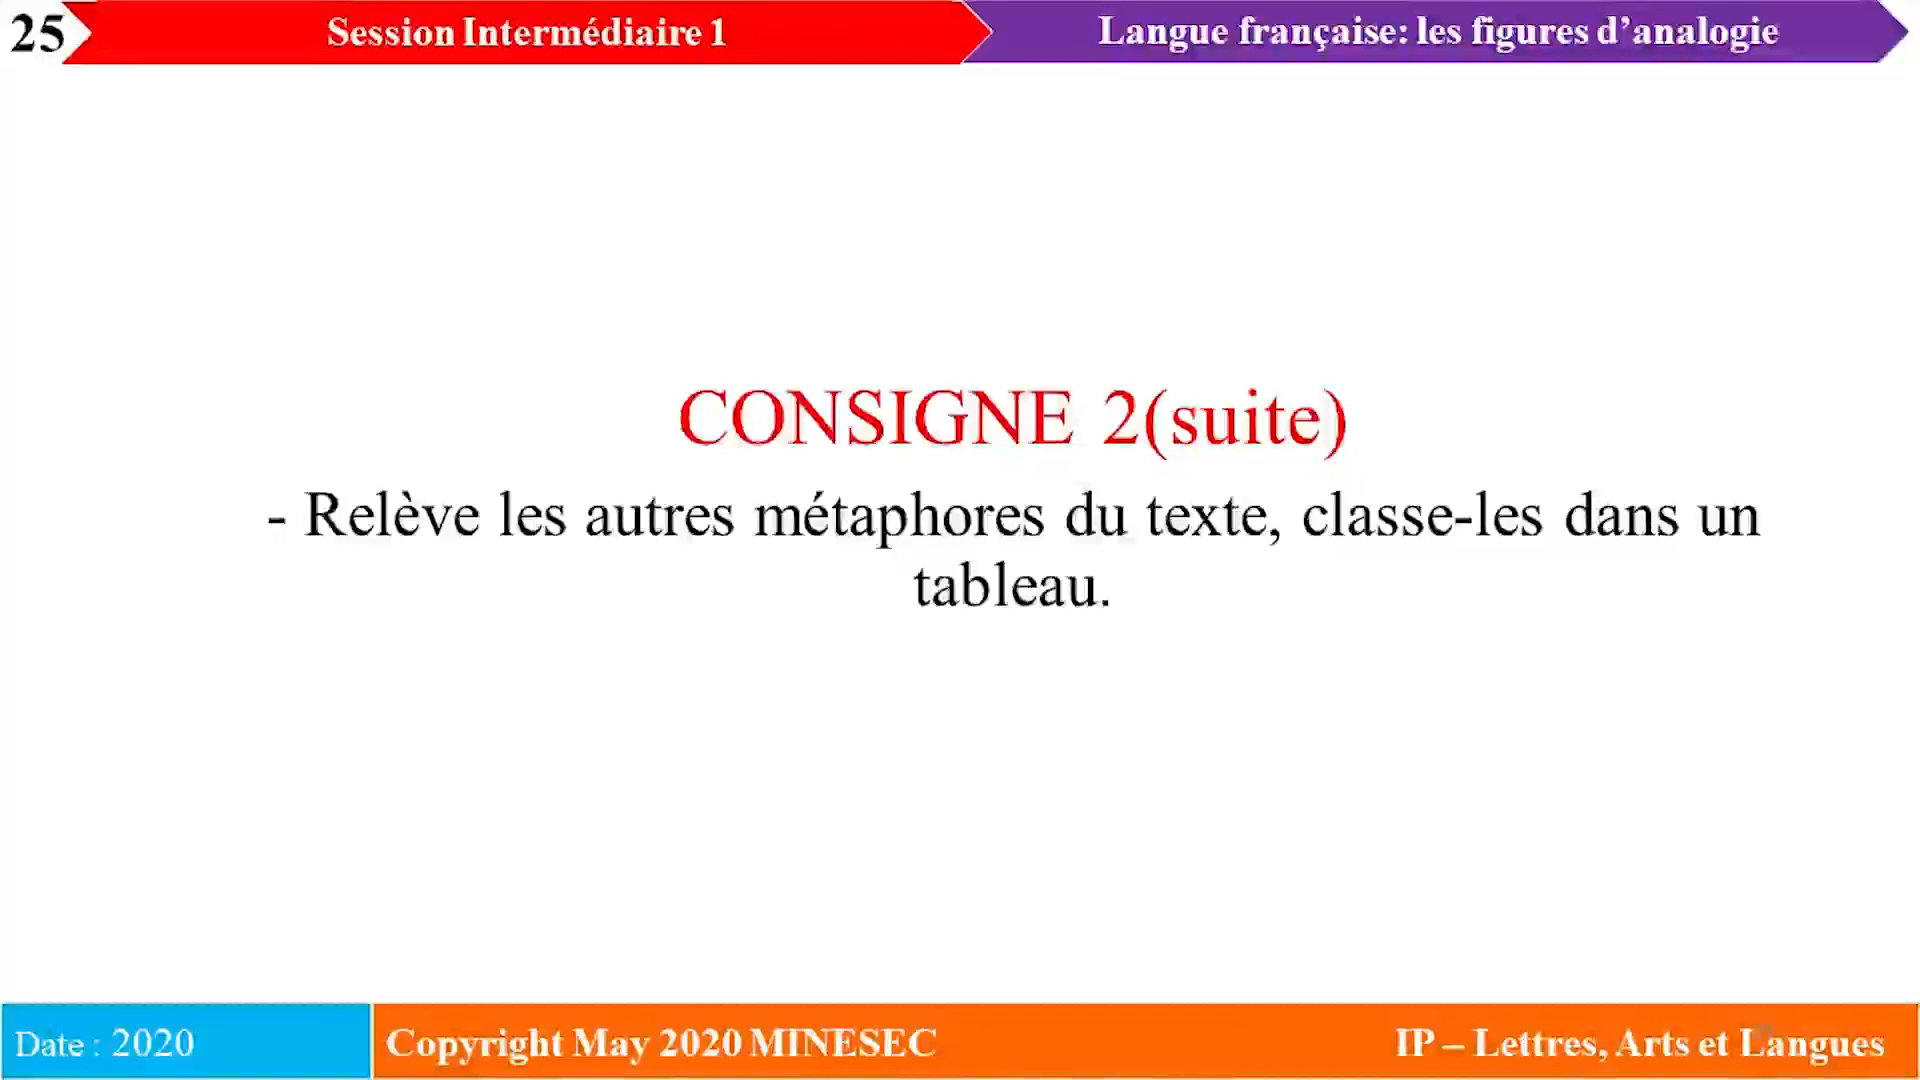 25
Session Intermédiaire 1
Langue française: les figures d’analogie
CONSIGNE 2(suite)
- Relève les autres métaphores du texte, classe-les dans un
tableau.
Date : 2020
Copyright May 2020 MINESEC
IP – Lettres, Arts et Langues